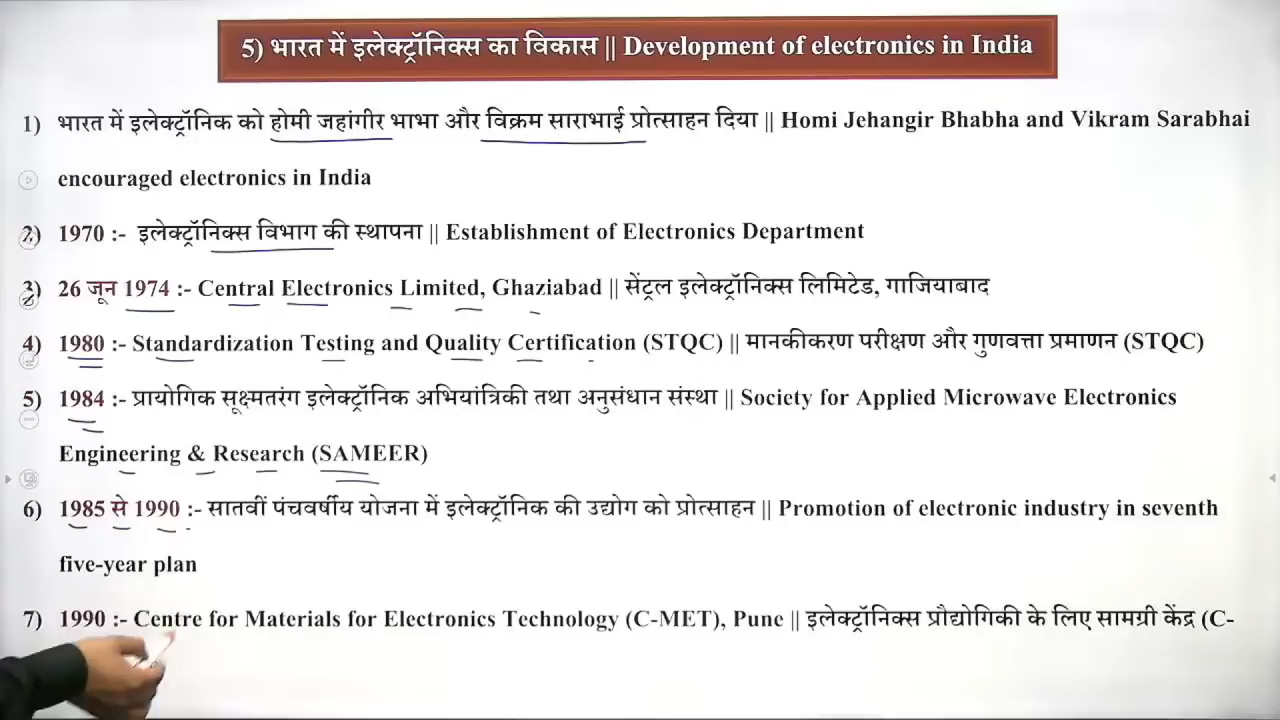 5) भारत में इलेक्ट्रॉनिक्स का विकास || Development of electronics in India
1) भारत में इलेक्ट्रॉनिक को होमी जहांगीर भाभा और विक्रम साराभाई प्रोत्साहन दिया || Homi Jehangir Bhabha and Vikram Sarabhai
encouraged electronics in India
2) 1970 :- इलेक्ट्रॉनिक्स विभाग की स्थापना || Establishment of Electronics Department
3) 26 जून 1974 :- Central Electronics Limited, Ghaziabad || सेंट्रल इलेक्ट्रॉनिक्स लिमिटेड, गाजियाबाद
4) 1980 :- Standardization Testing and Quality Certification (STQC) || मानकीकरण परीक्षण और गुणवत्ता प्रमाणन (STQC)
5) 1984 :- प्रायोगिक सूक्ष्मतरंग इलेक्ट्रॉनिक अभियांत्रिकी तथा अनुसंधान संस्था || Society for Applied Microwave Electronics
Engineering & Research (SAMEER)
6) 1985 से 1990 :- सातवीं पंचवर्षीय योजना में इलेक्ट्रॉनिक की उद्योग को प्रोत्साहन || Promotion of electronic industry in seventh
five-year plan
7) 1990 :- Centre for Materials for Electronics Technology (C-MET), Pune || इलेक्ट्रॉनिक्स प्रौद्योगिकी के लिए सामग्री केंद्र (C-